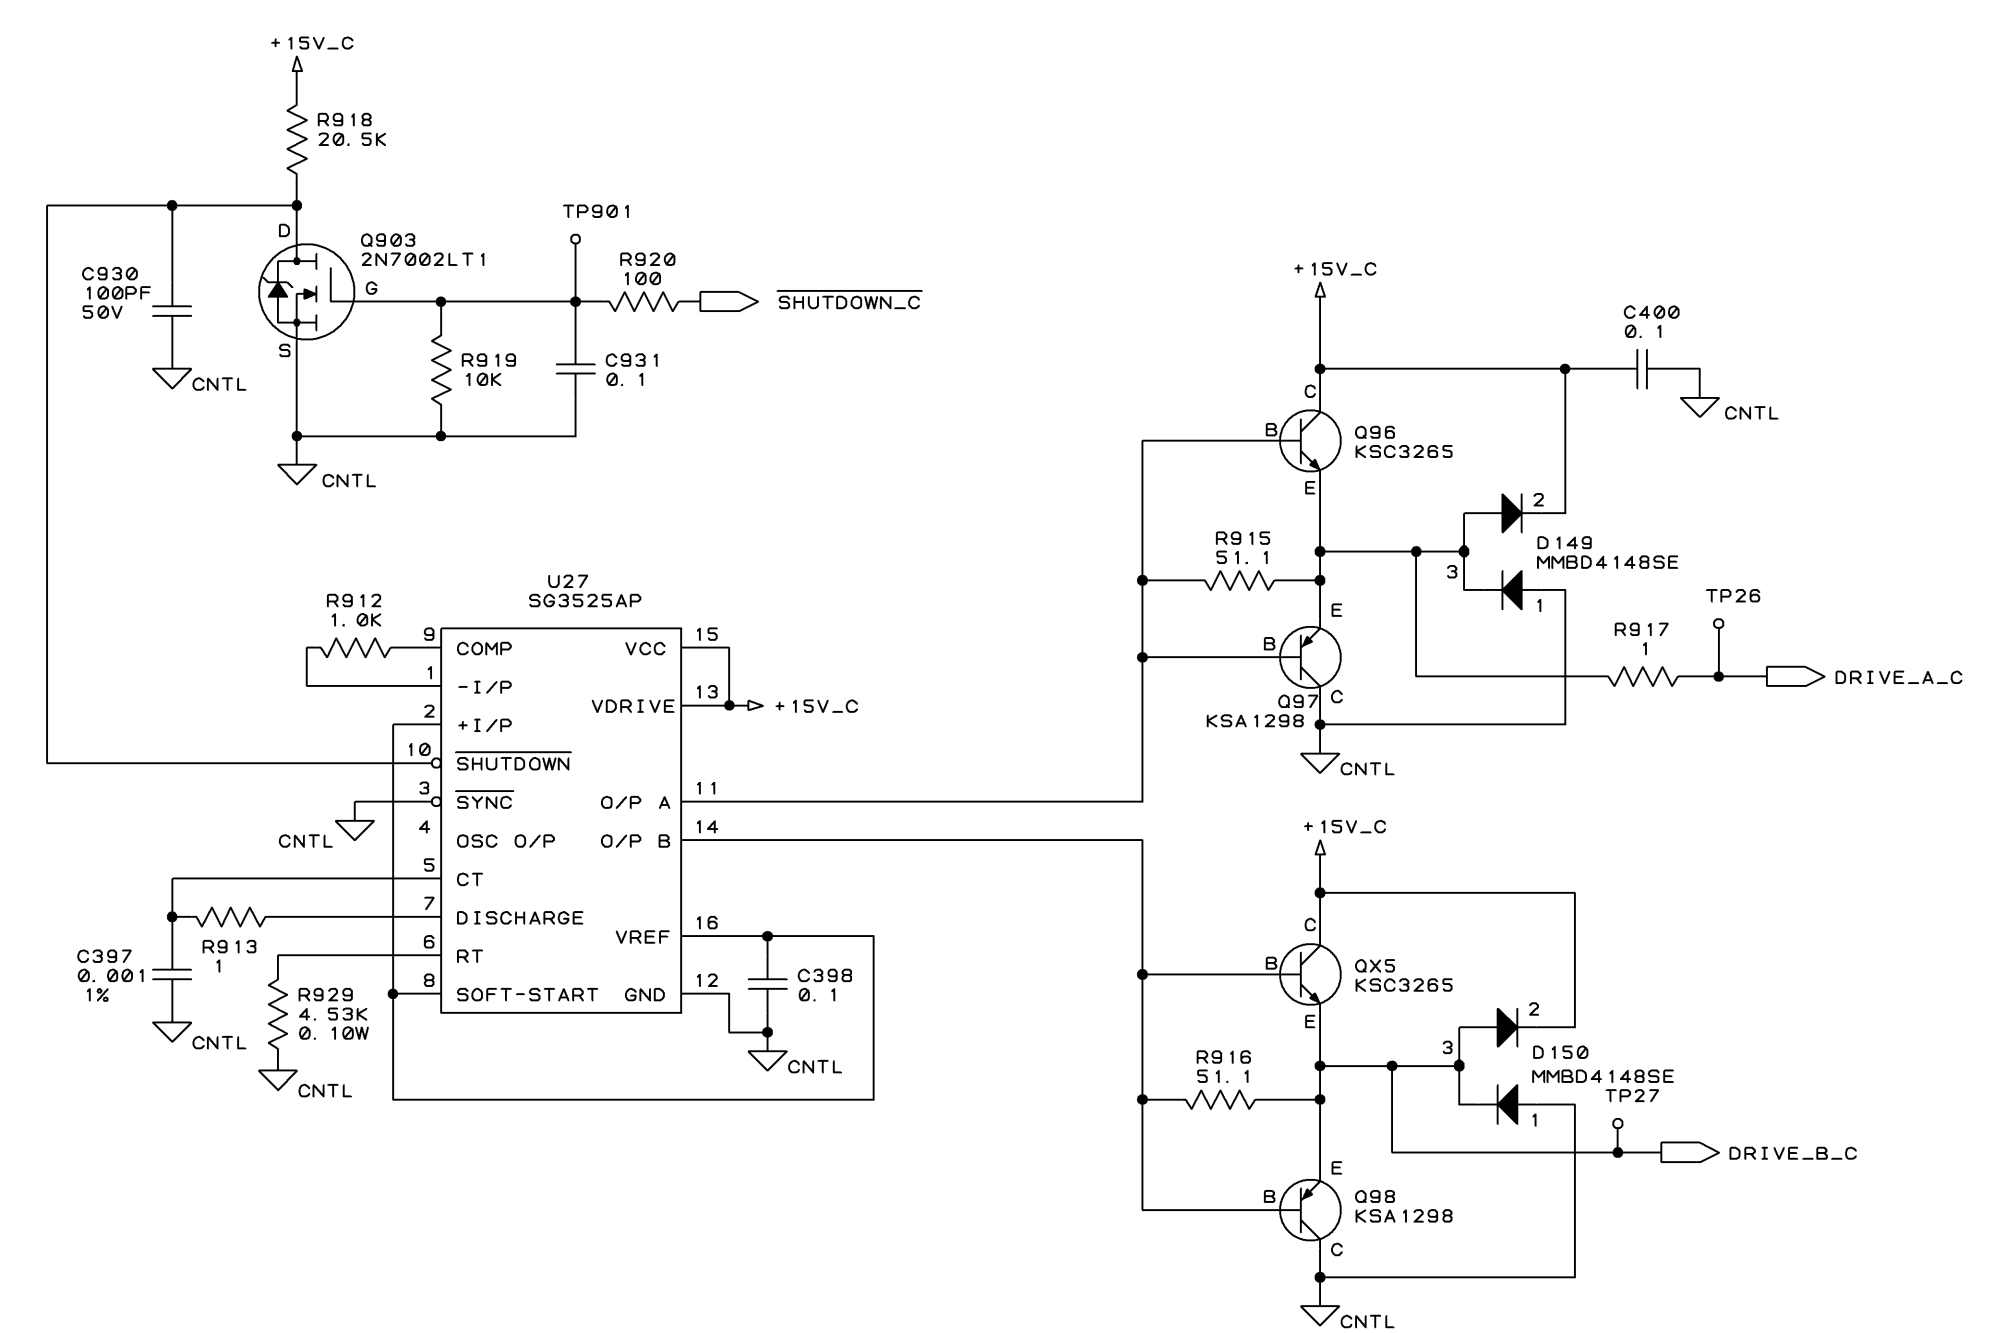 +15V_C
R918
20.5K
D
Q903
2N7002LT1
G
S
C930
100PF
50V
CNTL
TP901
R920
100
SHUTDOWN_C
R919
10K
C931
0.1
CNTL
+15V_C
C400
0.1
CNTL
C
B
Q96
KSC3265
E
R915
51.1
2
D149
MMBD4148SE
3
1
E
B
Q97
KSA1298
C
CNTL
R917
1
TP26
DRIVE_A_C
U27
SG3525AP
R912
1.0K
9
COMP
VCC
15
1
-I/P
13
VDRIVE
+15V_C
2
+I/P
10
SHUTDOWN
3
SYNC
O/P A
11
CNTL
4
OSC O/P
O/P B
14
5
CT
7
DISCHARGE
R913
1
C397
0.001
1%
CNTL
6
RT
VREF
16
8
SOFT-START
GND
12
R929
4.53K
0.10W
CNTL
C398
0.1
CNTL
+15V_C
C
B
QX5
KSC3265
E
R916
51.1
2
3
D150
MMBD4148SE
1
TP27
DRIVE_B_C
E
B
Q98
KSA1298
C
CNTL